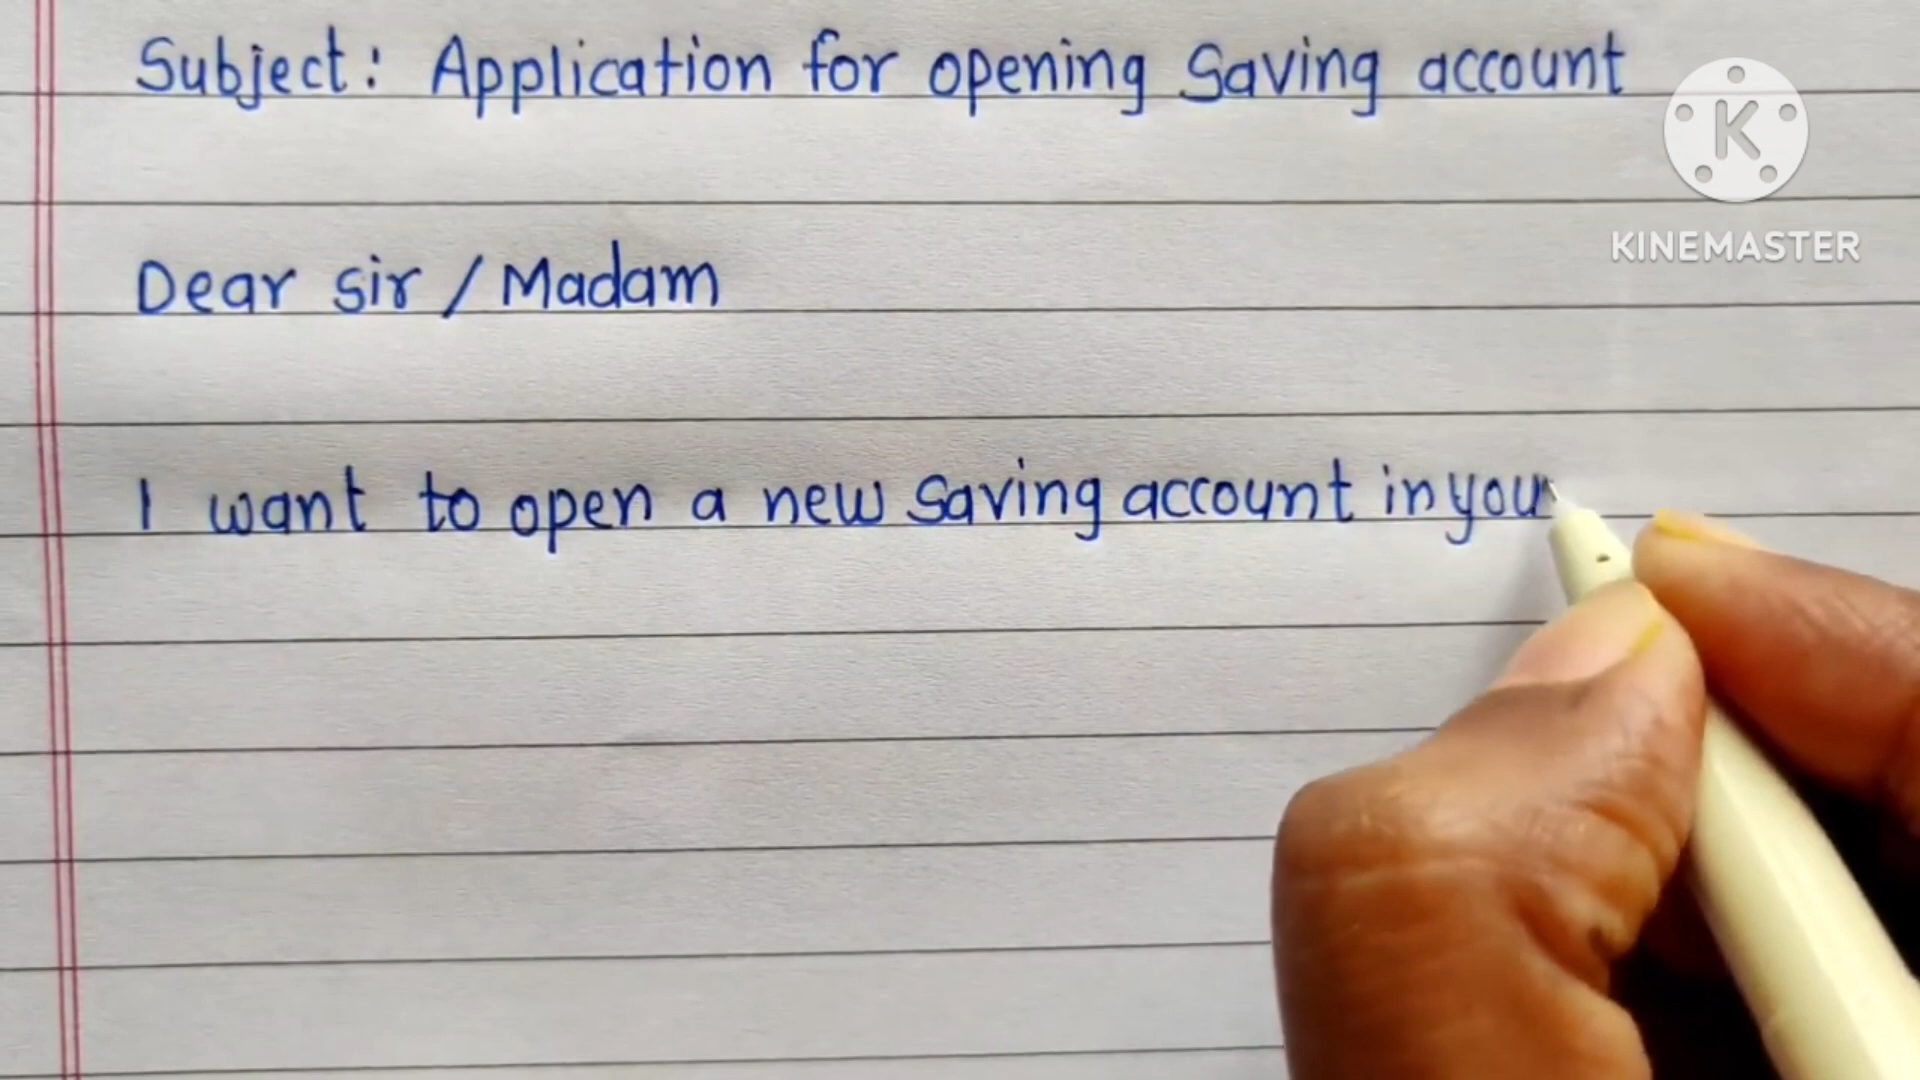 Subject: Application for opening Saving account
K
KINEMASTER
Dear sir / Madam
I want to open a new saving account in your